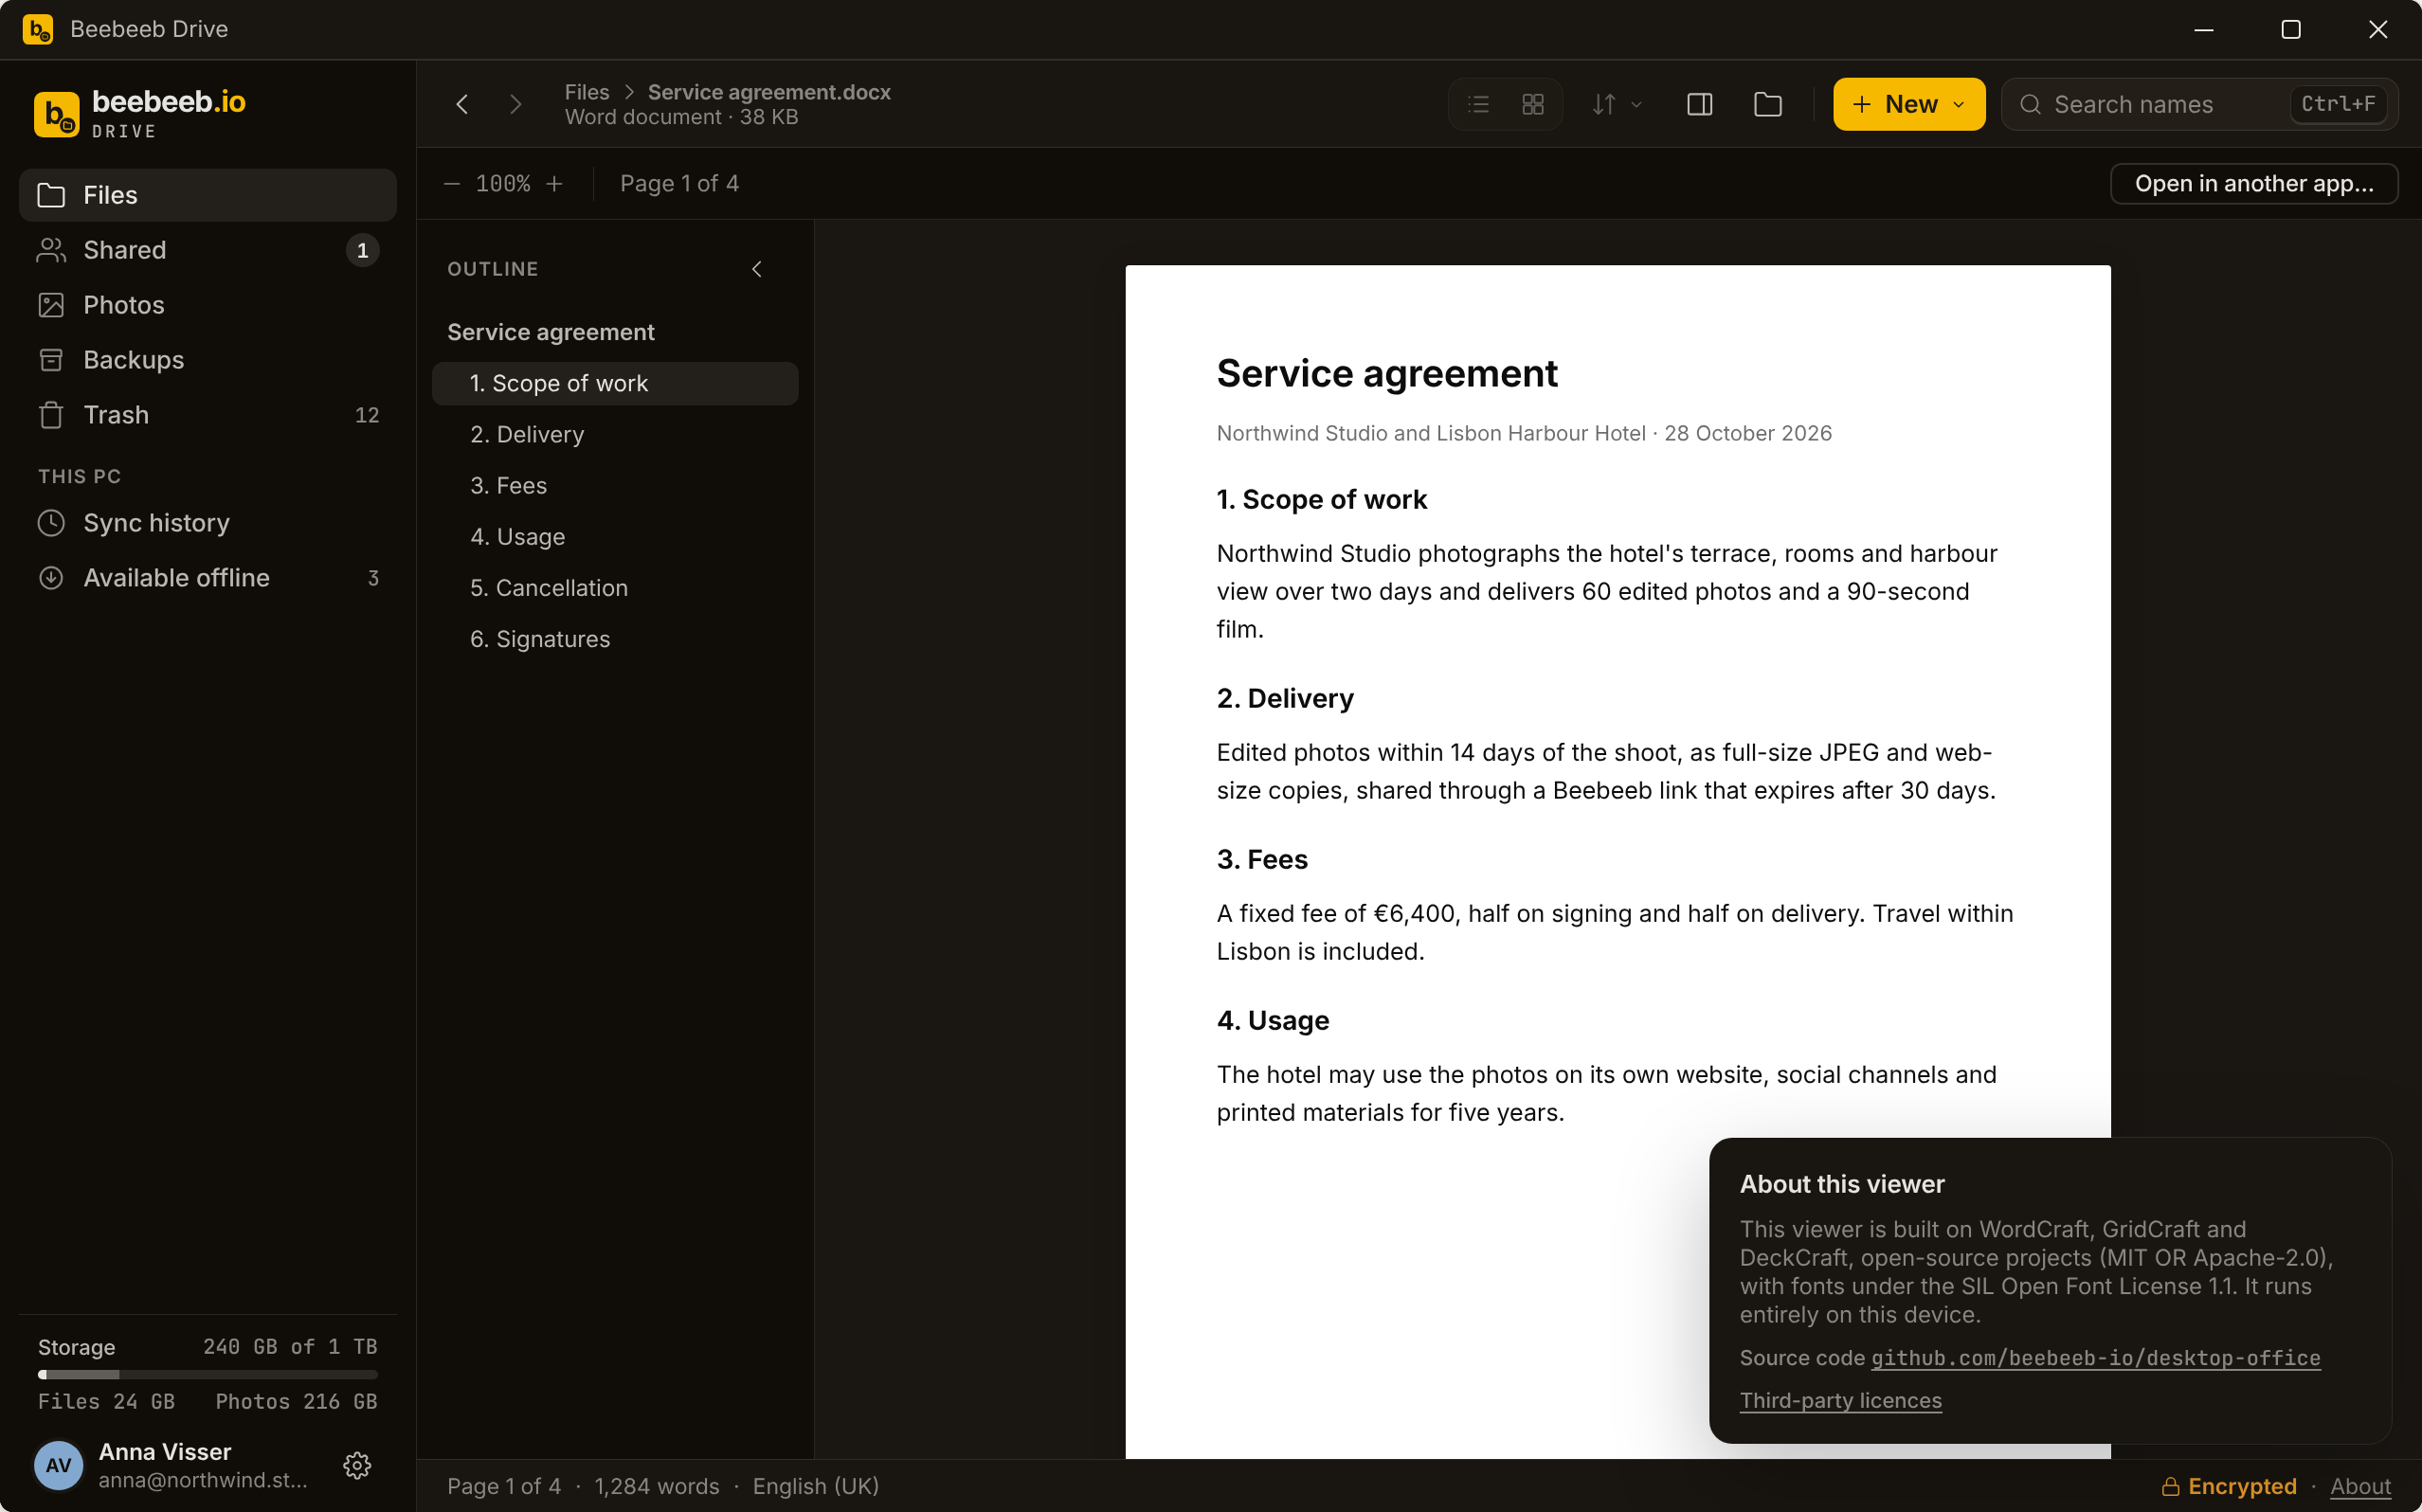 Beebeeb Drive
beebeeb.io
DRIVE
Files
Shared 1
Photos
Backups
Trash 12
THIS PC
Sync history
Available offline 3
Storage 240 GB of 1 TB
Files 24 GB Photos 216 GB
AV
Anna Visser
anna@northwind.st...
Files > Service agreement.docx
Word document · 38 KB
+ New
Search names Ctrl+F
− 100% +
Page 1 of 4
Open in another app...
OUTLINE
Service agreement
1. Scope of work
2. Delivery
3. Fees
4. Usage
5. Cancellation
6. Signatures
Service agreement
Northwind Studio and Lisbon Harbour Hotel · 28 October 2026
1. Scope of work
Northwind Studio photographs the hotel's terrace, rooms and harbour
view over two days and delivers 60 edited photos and a 90-second
film.
2. Delivery
Edited photos within 14 days of the shoot, as full-size JPEG and web-
size copies, shared through a Beebeeb link that expires after 30 days.
3. Fees
A fixed fee of €6,400, half on signing and half on delivery. Travel within
Lisbon is included.
4. Usage
The hotel may use the photos on its own website, social channels and
printed materials for five years.
About this viewer
This viewer is built on WordCraft, GridCraft and
DeckCraft, open-source projects (MIT OR Apache-2.0),
with fonts under the SIL Open Font License 1.1. It runs
entirely on this device.
Source code github.com/beebeeb-io/desktop-office
Third-party licences
Page 1 of 4 · 1,284 words · English (UK)
Encrypted · About